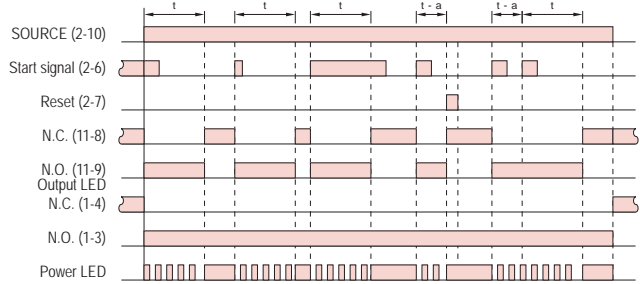 t t t t - a t - a t
SOURCE (2-10)
Start signal (2-6)
Reset (2-7)
N.C. (11-8)
N.O. (11-9)
Output LED
N.C. (1-4)
N.O. (1-3)
Power LED